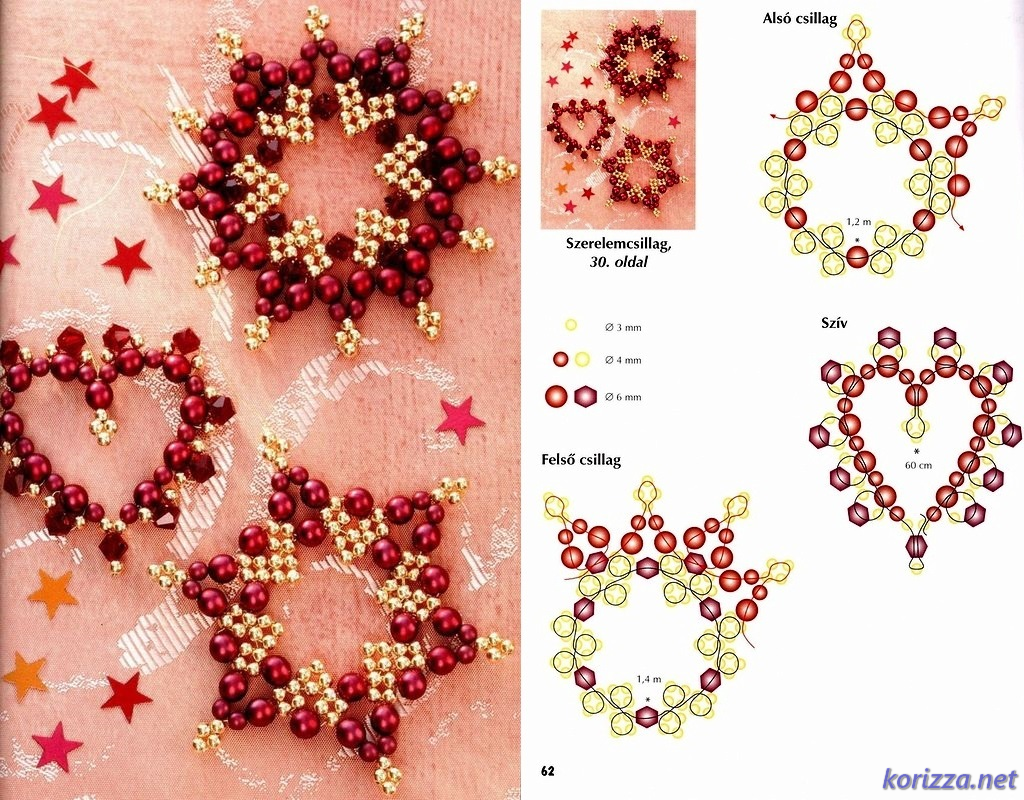 Alsó csillag
1,2 m
*
Szerelemcsillag,
30. oldal
Ø 3 mm
Ø 4 mm
Ø 6 mm
Szív
*
60 cm
Felső csillag
1,4 m
*
62
korizza.net